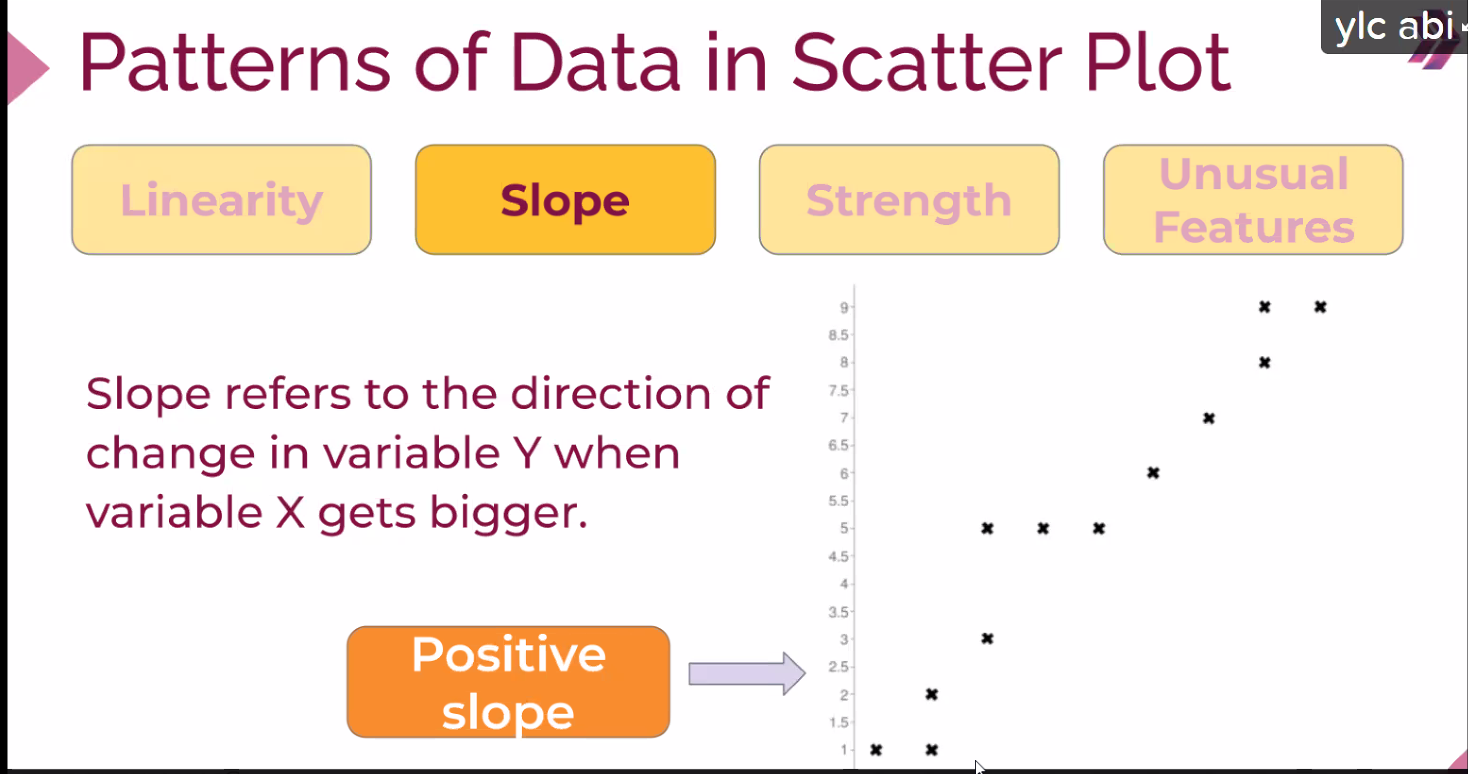 ylc abi
Patterns of Data in Scatter Plot
Linearity
Slope
Strength
Unusual
Features
Slope refers to the direction of
change in variable Y when
variable X gets bigger.
Positive
slope
9
8.5
8
7.5
7
6.5
6
5.5
5
4.5
4
3.5
3
2.5
2
1.5
1